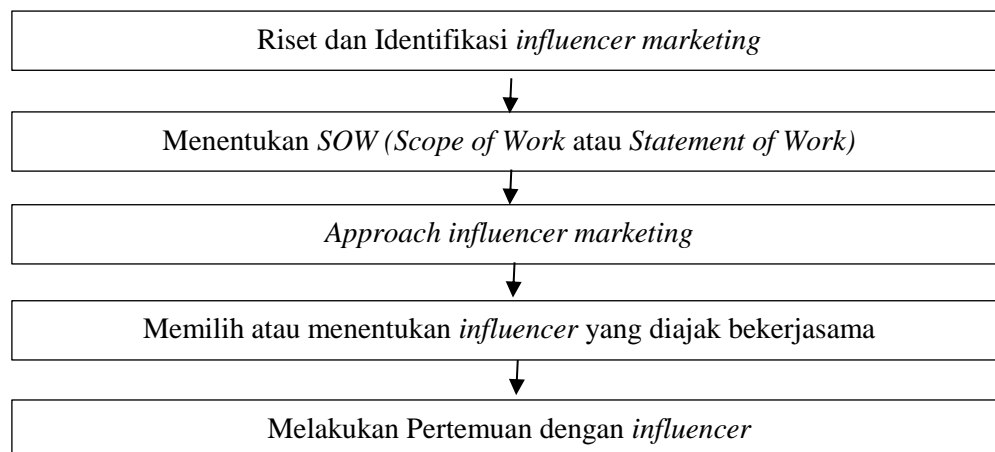 Riset dan Identifikasi influencer marketing
Menentukan SOW (Scope of Work atau Statement of Work)
Approach influencer marketing
Memilih atau menentukan influencer yang diajak bekerjasama
Melakukan Pertemuan dengan influencer